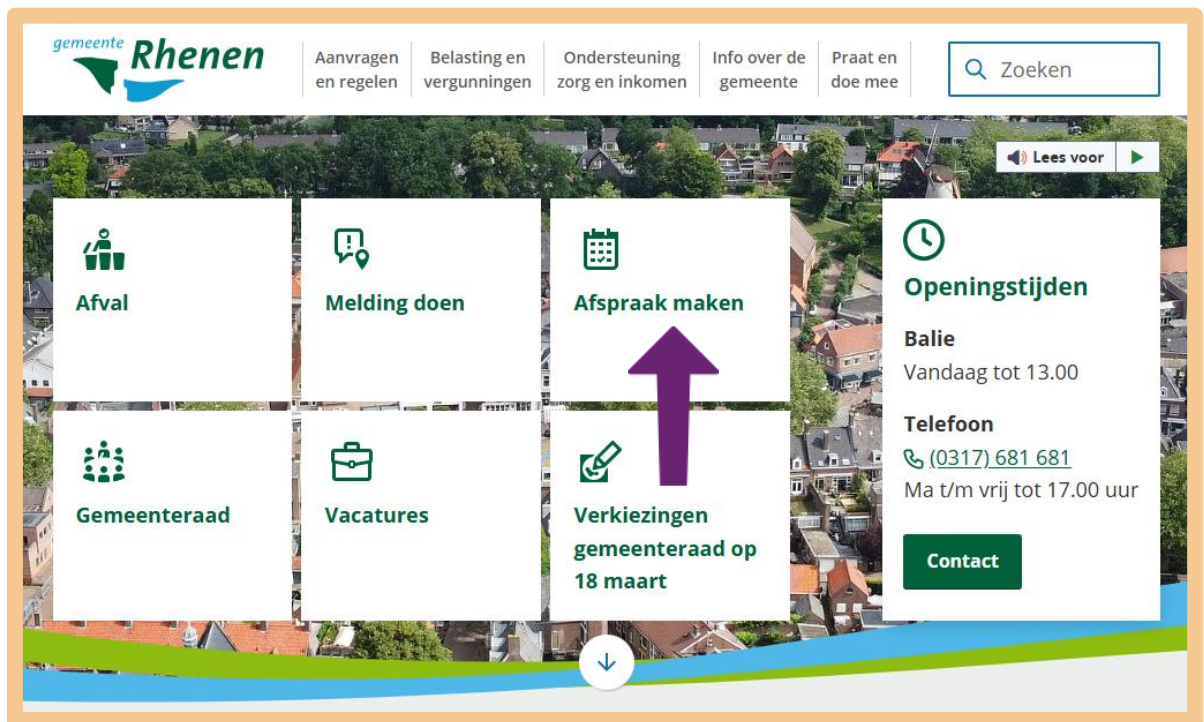 gemeente Rhenen
Aanvragen
en regelen
Belasting en
vergunningen
Ondersteuning
zorg en inkomen
Info over de
gemeente
Praat en
doe mee
Zoeken
Lees voor
Afval
Melding doen
Afspraak maken
Openingstijden
Balie
Vandaag tot 13.00
Telefoon
(0317) 681 681
Ma t/m vrij tot 17.00 uur
Contact
Gemeenteraad
Vacatures
Verkiezingen
gemeenteraad op
18 maart